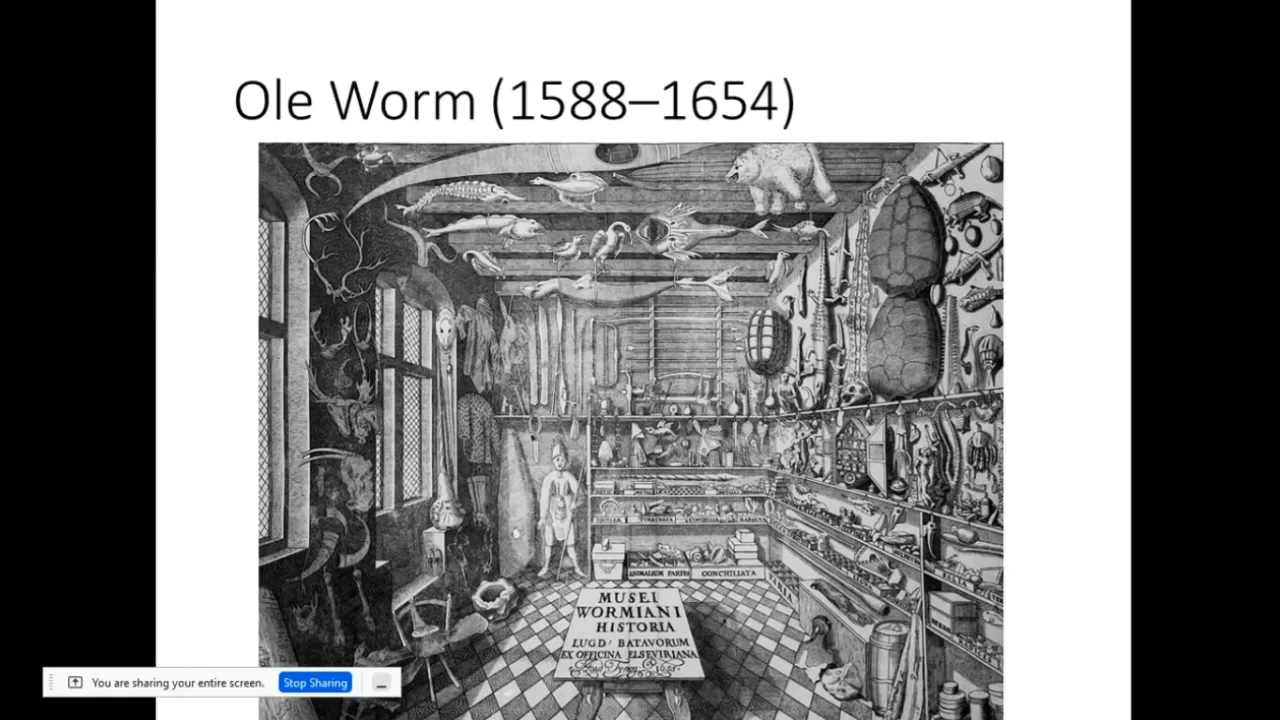 Ole Worm (1588–1654)
ANIMALIUM PARTES
CONCHILIATA
MUSEI
WORMIANI
HISTORIA
LUGD' BATAVORUM
EX OFFICINA ELSEVIRIANA
You are sharing your entire screen.
Stop Sharing